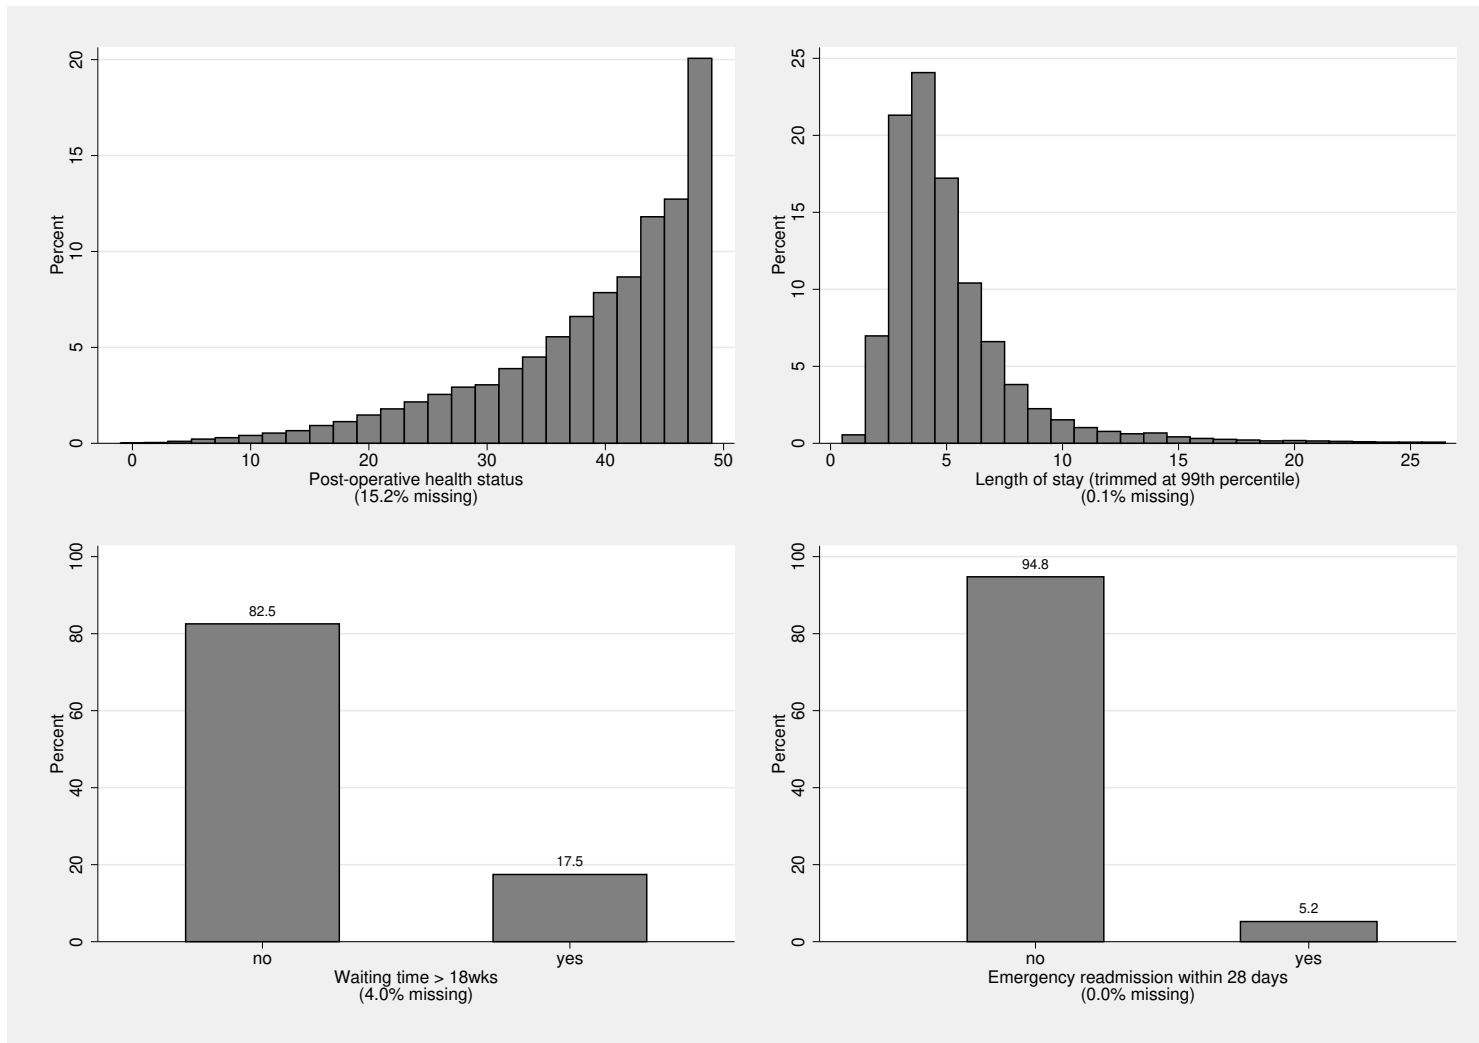 Percent
20
15
10
5
0
0 10 20 30 40 50
Post-operative health status
(15.2% missing)
Percent
25
20
15
10
5
0
0 5 10 15 20 25
Length of stay (trimmed at 99th percentile)
(0.1% missing)
Percent
100
80
60
40
20
0
82.5
17.5
no yes
Waiting time > 18wks
(4.0% missing)
Percent
100
80
60
40
20
0
94.8
5.2
no yes
Emergency readmission within 28 days
(0.0% missing)